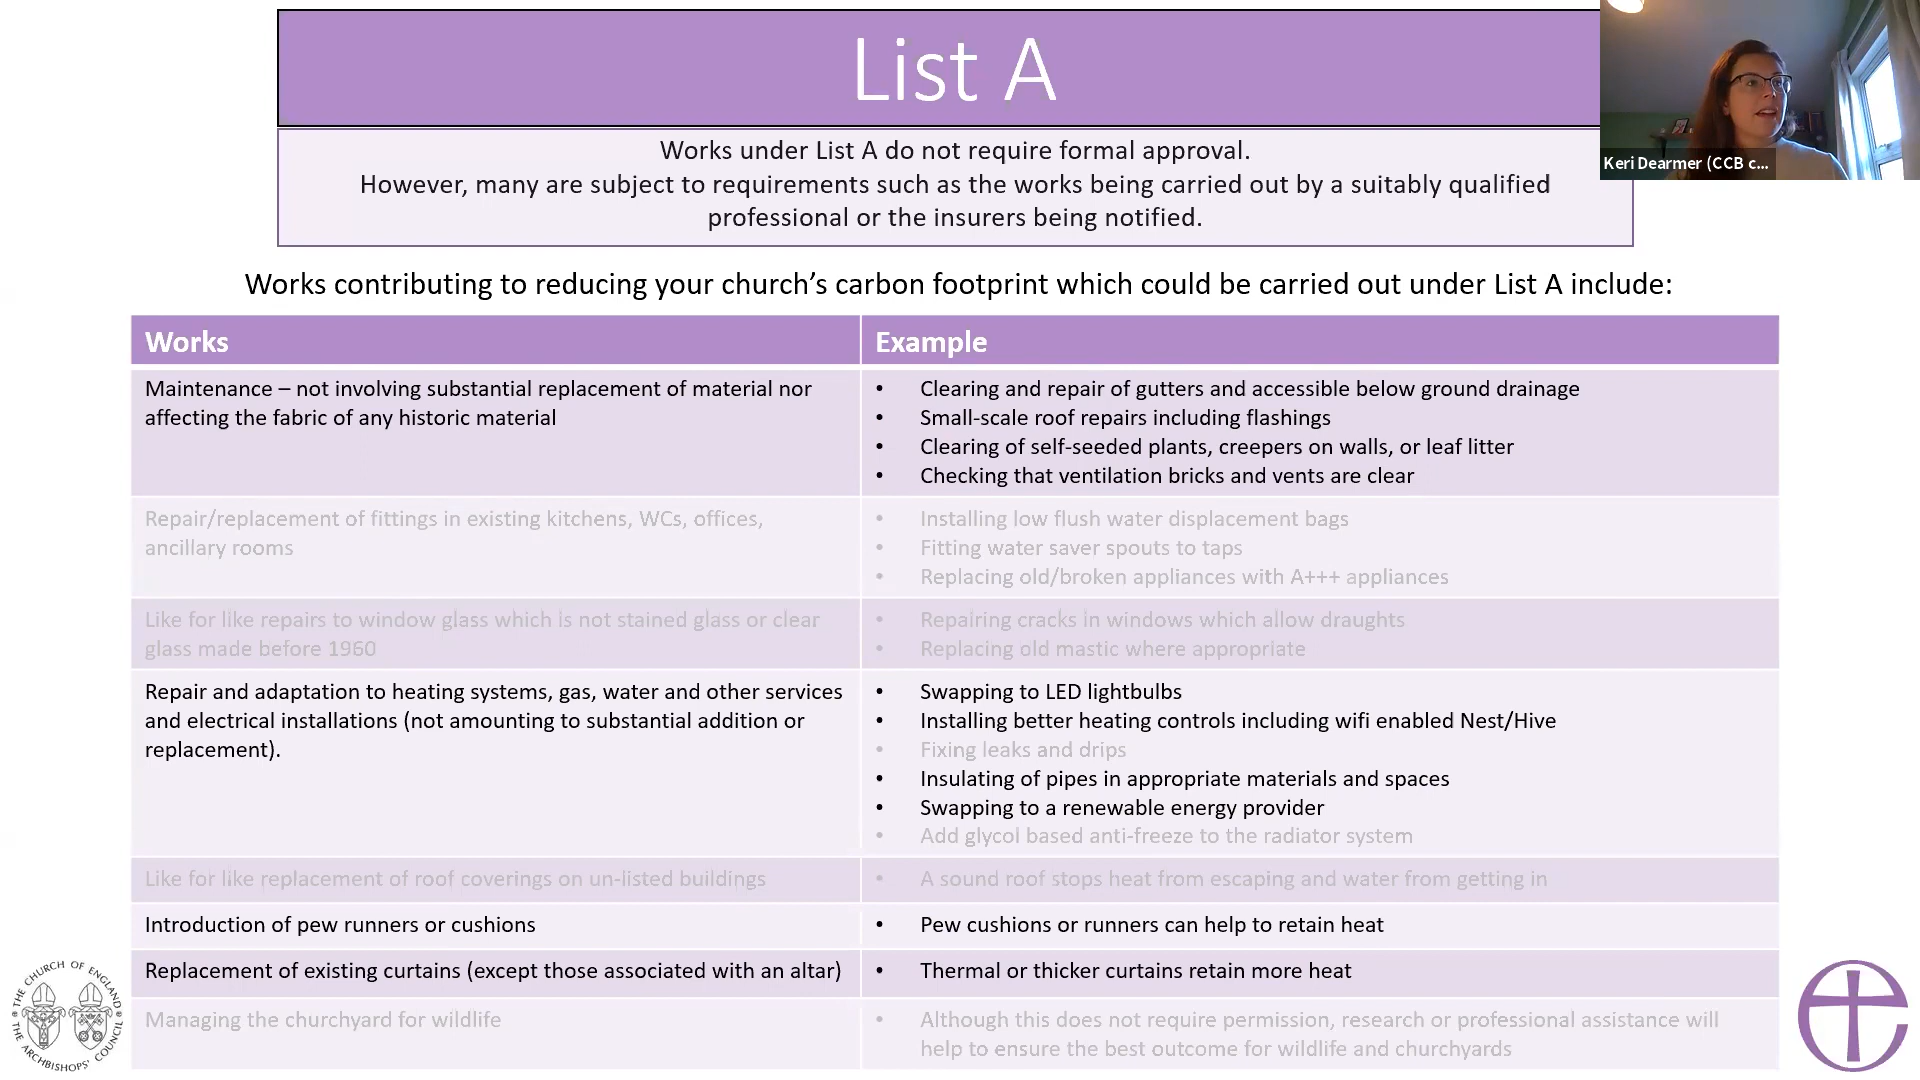 List A
Works under List A do not require formal approval.
However, many are subject to requirements such as the works being carried out by a suitably qualified
professional or the insurers being notified.
Keri Dearmer (CCB c...
Works contributing to reducing your church's carbon footprint which could be carried out under List A include:
Works
Example
Maintenance – not involving substantial replacement of material nor
affecting the fabric of any historic material
• Clearing and repair of gutters and accessible below ground drainage
• Small-scale roof repairs including flashings
• Clearing of self-seeded plants, creepers on walls, or leaf litter
• Checking that ventilation bricks and vents are clear
Repair/replacement of fittings in existing kitchens, WCs, offices,
ancillary rooms
• Installing low flush water displacement bags
• Fitting water saver spouts to taps
• Replacing old/broken appliances with A+++ appliances
Like for like repairs to window glass which is not stained glass or clear
glass made before 1960
• Repairing cracks in windows which allow draughts
• Replacing old mastic where appropriate
Repair and adaptation to heating systems, gas, water and other services
and electrical installations (not amounting to substantial addition or
replacement).
• Swapping to LED lightbulbs
• Installing better heating controls including wifi enabled Nest/Hive
• Fixing leaks and drips
• Insulating of pipes in appropriate materials and spaces
• Swapping to a renewable energy provider
• Add glycol based anti-freeze to the radiator system
Like for like replacement of roof coverings on un-listed buildings
• A sound roof stops heat from escaping and water from getting in
Introduction of pew runners or cushions
• Pew cushions or runners can help to retain heat
Replacement of existing curtains (except those associated with an altar)
• Thermal or thicker curtains retain more heat
Managing the churchyard for wildlife
• Although this does not require permission, research or professional assistance will
help to ensure the best outcome for wildlife and churchyards
THE CHURCH OF ENGLAND
THE ARCHBISHOPS' COUNCIL